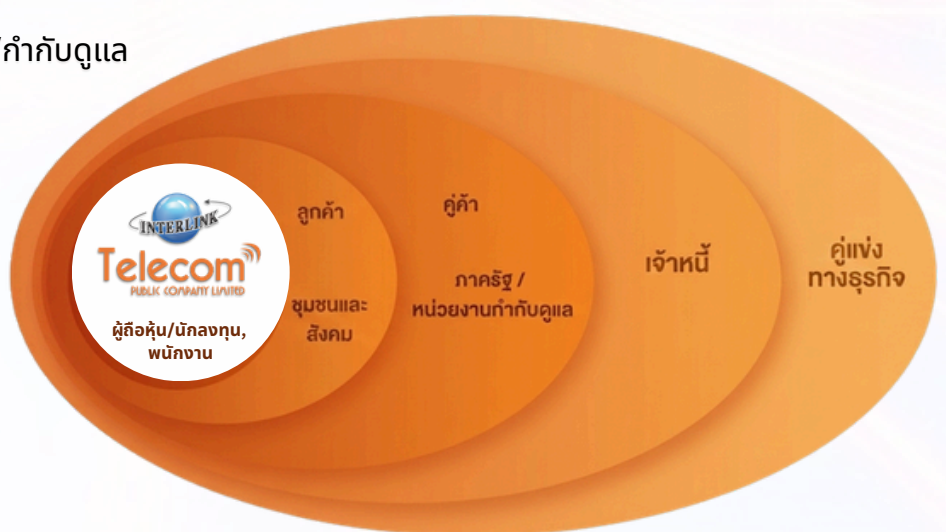 กำกับดูแล
INTERLINK
Telecom
PUBLIC COMPANY LIMITED
ผู้ถือหุ้น/นักลงทุน,
พนักงาน
ลูกค้า
ชุมชนและ
สังคม
คู่ค้า
ภาครัฐ /
หน่วยงานกำกับดูแล
เจ้าหนี้
คู่แข่ง
ทางธุรกิจ